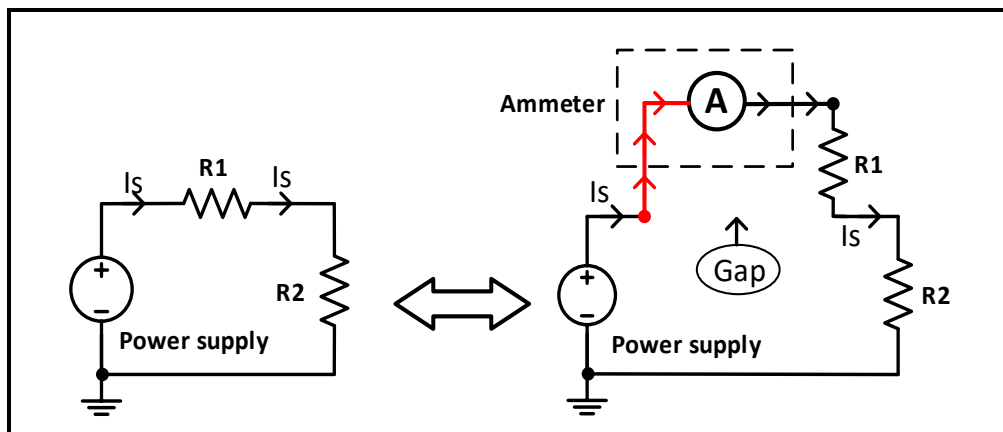 Is
R1
Is
+
-
R2
Power supply
Ammeter
A
Is
R1
Is
Gap
+
-
R2
Power supply